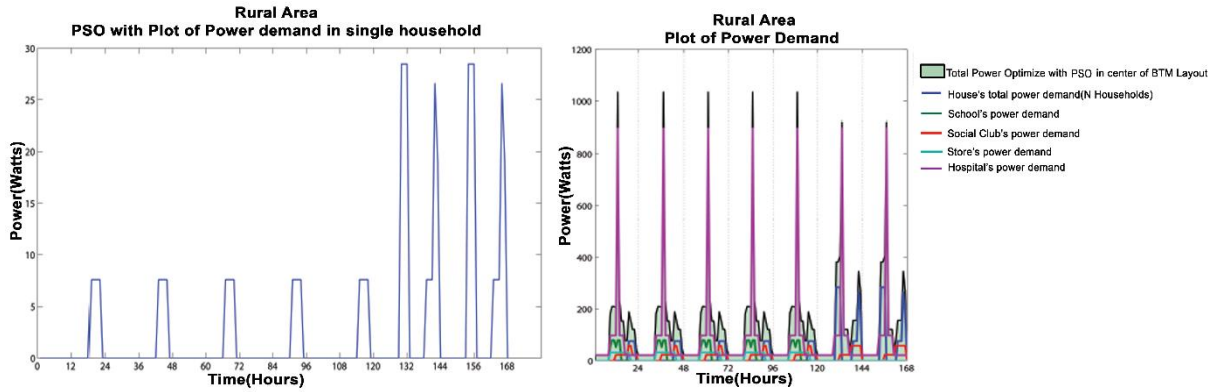 Rural Area
PSO with Plot of Power demand in single household
30
25
20
15
10
5
0
Power(Watts)
0 12 24 36 48 60 72 84 96 108 120 132 144 156 168
Time(Hours)
Rural Area
Plot of Power Demand
1200
1000
800
600
400
200
0
Power(Watts)
24 48 72 96 120 144 168
Time(Hours)
Total Power Optimize with PSO in center of BTM Layout
House's total power demand(N Households)
School's power demand
Social Club's power demand
Store's power demand
Hospital's power demand